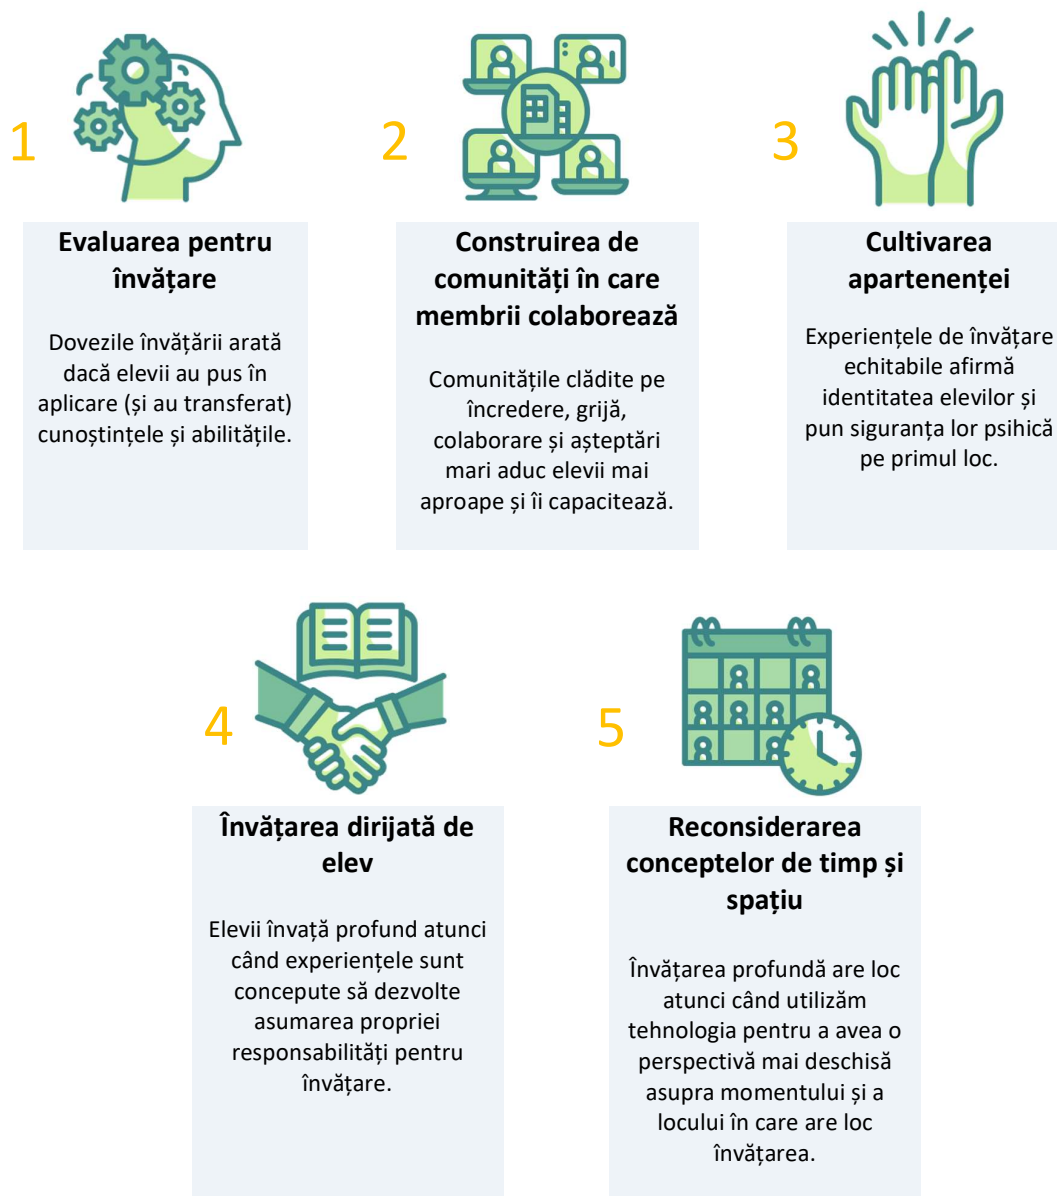 1
Evaluarea pentru
învățare
Dovezile învățării arată
dacă elevii au pus în
aplicare (și au transferat)
cunoștințele și abilitățile.
2
Construirea de
comunități în care
membrii colaborează
Comunitățile clădite pe
încredere, grijă,
colaborare și așteptări
mari aduc elevii mai
aproape și îi capacitează.
3
Cultivarea
apartenenței
Experiențele de învățare
echitabile afirmă
identitatea elevilor și
pun siguranța lor psihică
pe primul loc.
4
Învățarea dirijată de
elev
Elevii învață profund atunci
când experiențele sunt
concepute să dezvolte
asumarea propriei
responsabilități pentru
învățare.
5
Reconsiderarea
conceptelor de timp și
spațiu
Învățarea profundă are loc
atunci când utilizăm
tehnologia pentru a avea o
perspectivă mai deschisă
asupra momentului și a
locului în care are loc
învățarea.